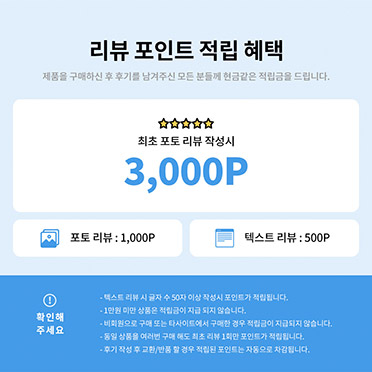 리뷰 포인트 적립 혜택
제품을 구매하신 후 후기를 남겨주신 모든 분들께 현금같은 적립금을 드립니다.
최초 포토 리뷰 작성시
3,000P
포토 리뷰 : 1,000P
텍스트 리뷰 : 500P
확인해
주세요
- 텍스트 리뷰 시 글자 수 50자 이상 작성시 포인트가 적립됩니다.
- 1만원 미만 상품은 적립금이 지급 되지 않습니다.
- 비회원으로 구매 또는 타사이트에서 구매한 경우 적립금이 지급되지 않습니다.
- 동일 상품을 여러번 구매 해도 최초 리뷰 1회만 포인트가 적립됩니다.
- 후기 작성 후 교환/반품 할 경우 적립된 포인트는 자동으로 차감됩니다.